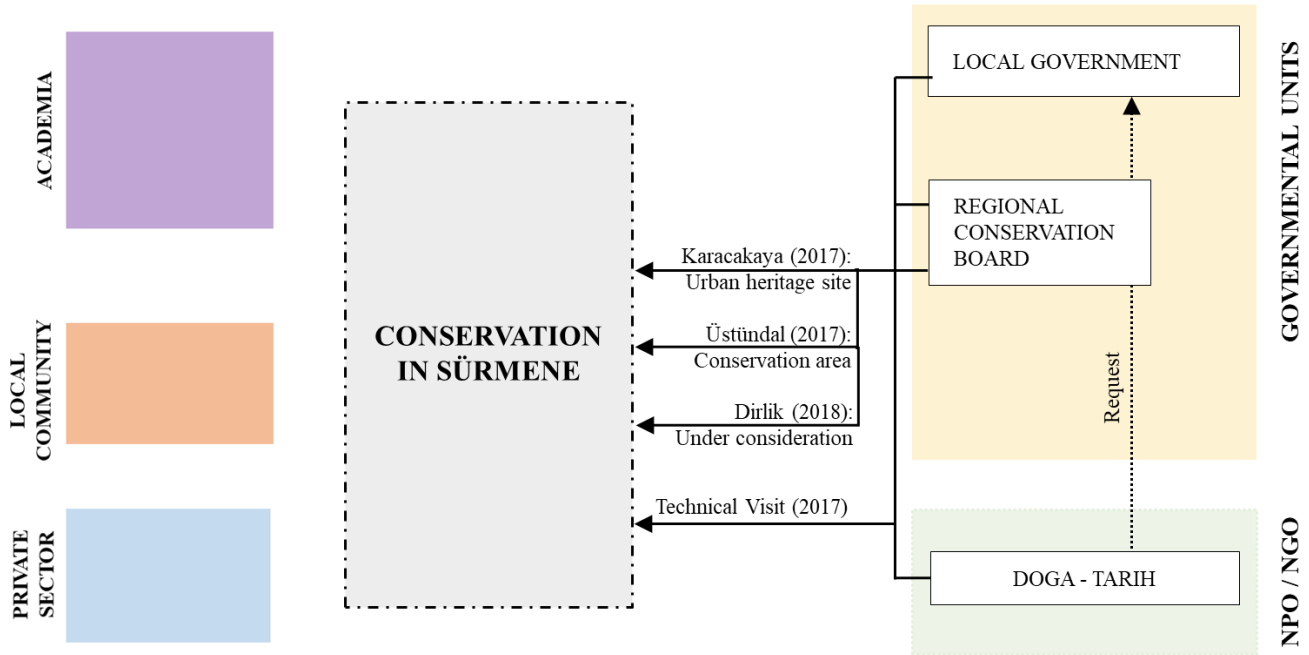 ACADEMIA
LOCAL
COMMUNITY
PRIVATE
SECTOR
CONSERVATION
IN SÜRMENE
Karacakaya (2017):
Urban heritage site
Üstündal (2017):
Conservation area
Dirlik (2018):
Under consideration
Technical Visit (2017)
LOCAL GOVERNMENT
REGIONAL
CONSERVATION
BOARD
Request
DOGA - TARIH
GOVERNMENTAL UNITS
NPO / NGO